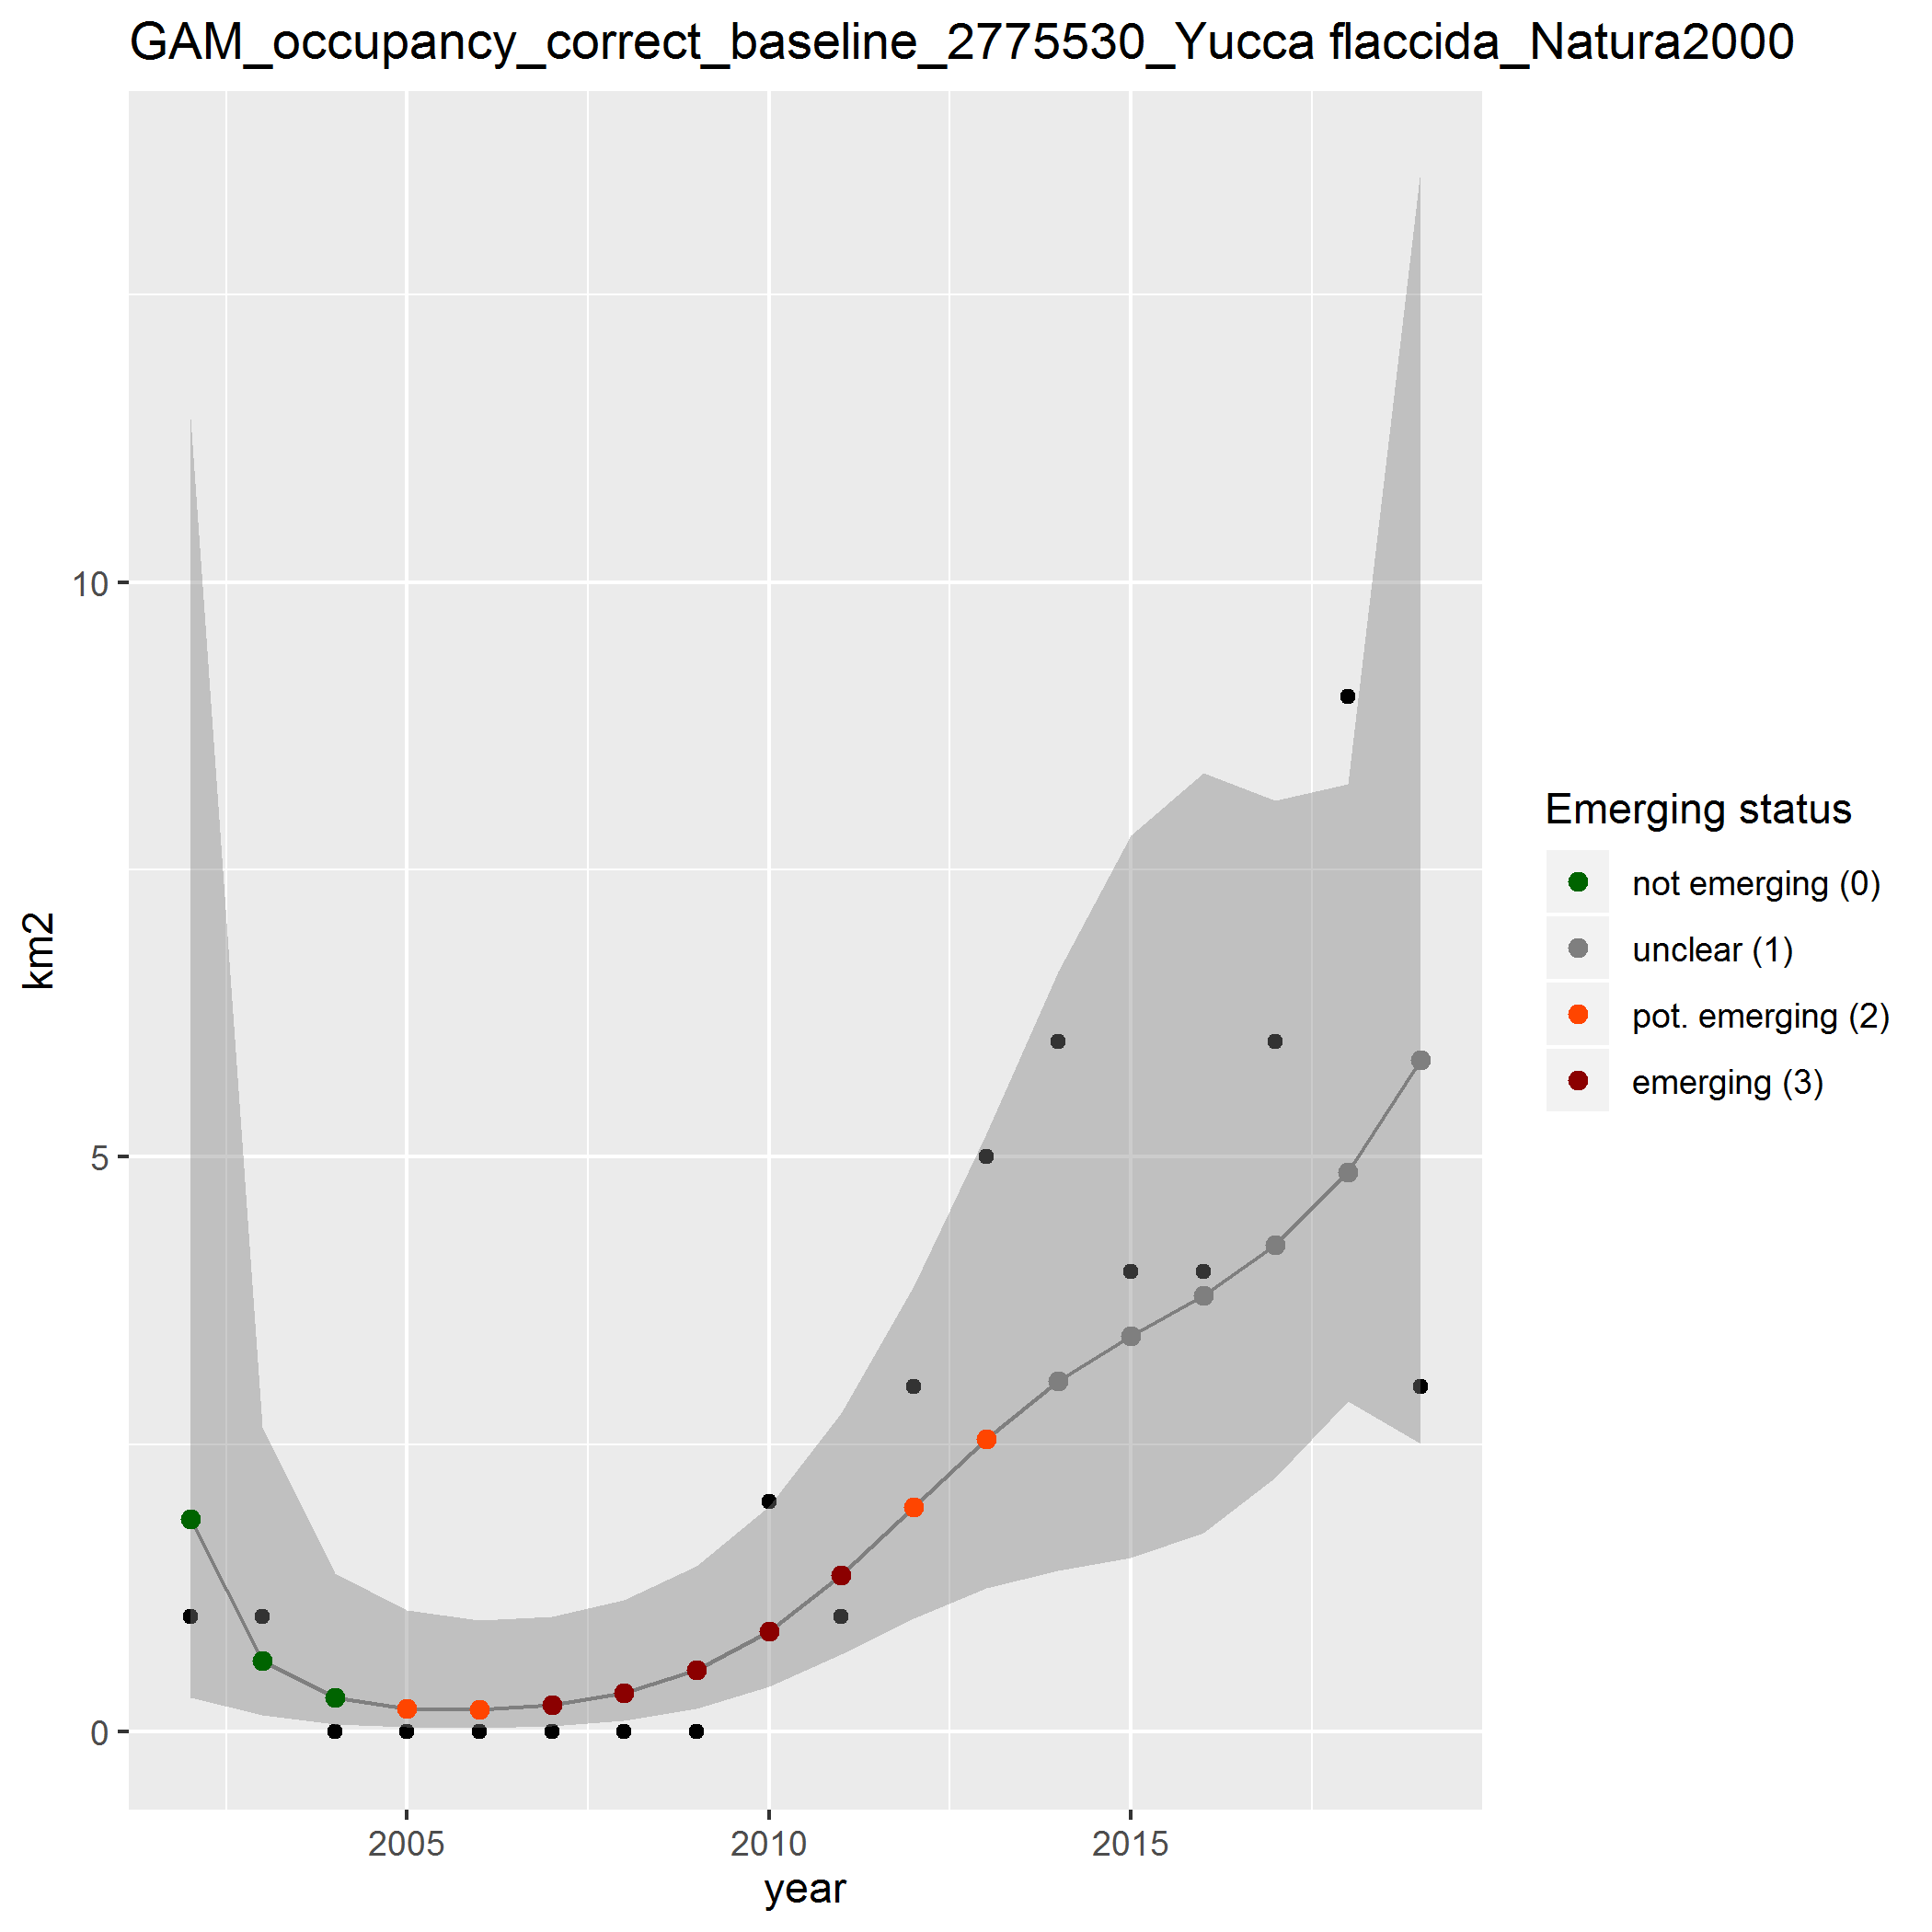 GAM_occupancy_correct_baseline_2775530_Yucca flaccida_Natura2000
10
5
0
km2
2005
2010
2015
year
Emerging status
not emerging (0)
unclear (1)
pot. emerging (2)
emerging (3)